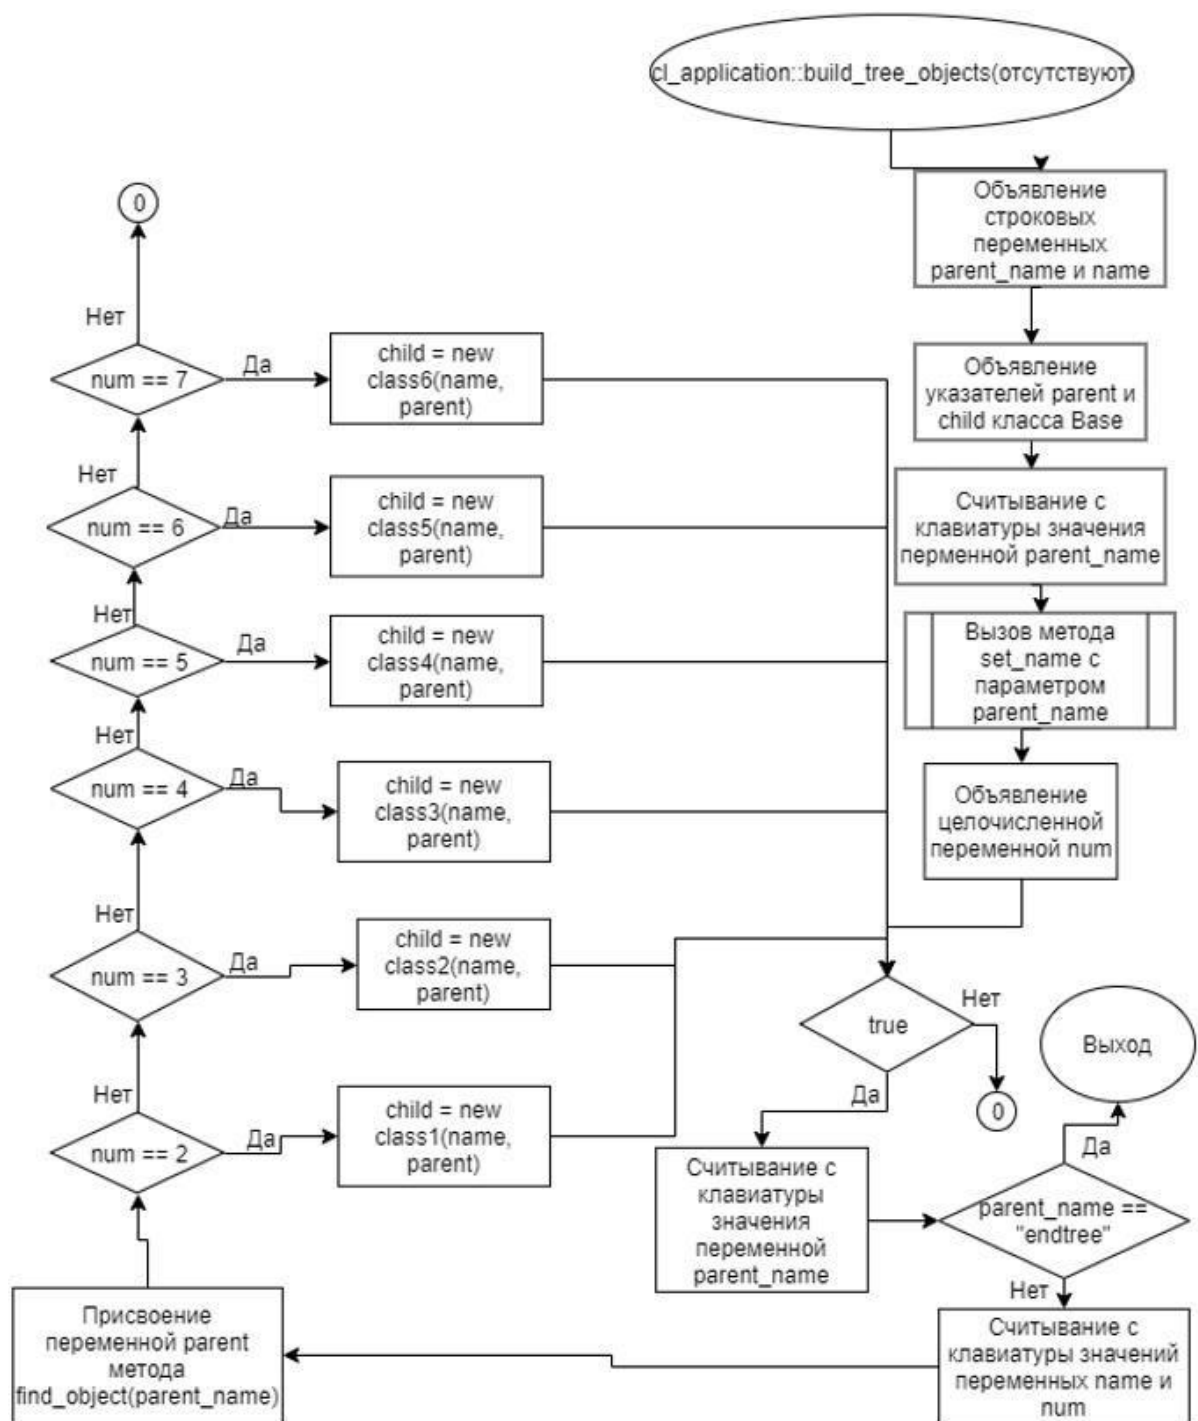 cl_application::build_tree_objects(отсутствуют)
Объявление
строковых
переменных
parent_name и name
Объявление
указателей parent и
child класса Base
Считывание с
клавиатуры значения
перменной parent_name
Вызов метода
set_name с
параметром
parent_name
Объявление
целочисленной
переменной num
true
Нет
0
Да
Считывание с
клавиатуры
значения
переменной
parent_name
parent_name ==
"endtree"
Да
Выход
Нет
Считывание с
клавиатуры значений
переменных name и
num
Присвоение
переменной parent
метода
find_object(parent_name)
num == 2
Да
child = new
class1(name,
parent)
Нет
num == 3
Да
child = new
class2(name,
parent)
Нет
num == 4
Да
child = new
class3(name,
parent)
Нет
num == 5
Да
child = new
class4(name,
parent)
Нет
num == 6
Да
child = new
class5(name,
parent)
Нет
num == 7
Да
child = new
class6(name,
parent)
Нет
0